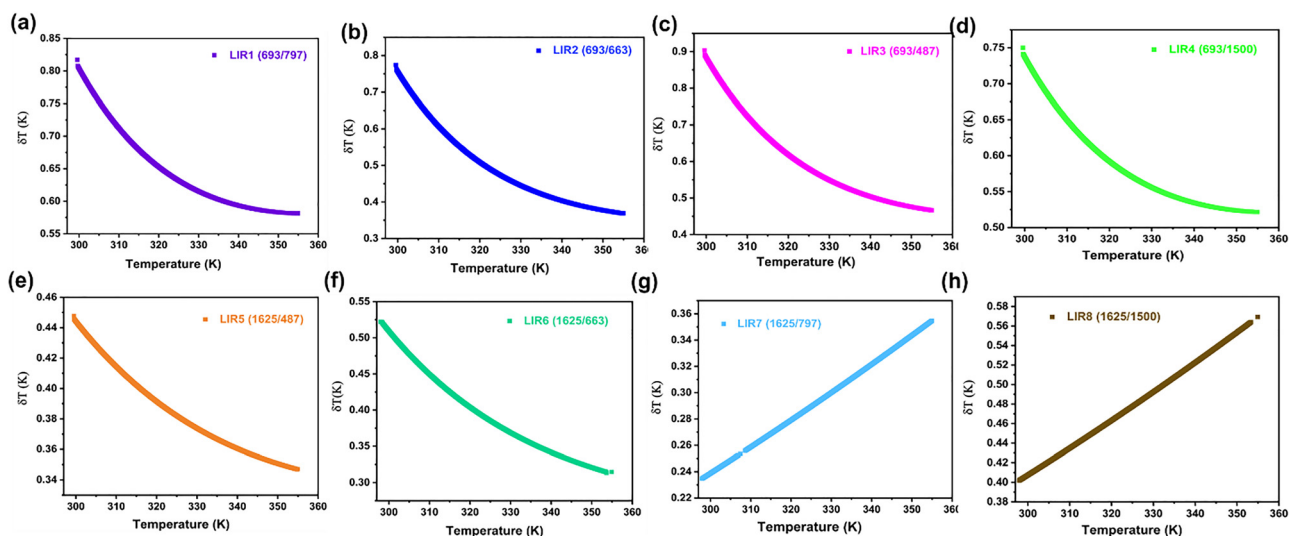 (a)
LIR1 (693/797)
0.85
0.80
0.75
0.70
0.65
0.60
0.55
δT (K)
300 310 320 330 340 350 360
Temperature (K)
(b)
LIR2 (693/663)
0.9
0.8
0.7
0.6
0.5
0.4
0.3
δT (K)
300 310 320 330 340 350 360
Temperature (K)
(c)
LIR3 (693/487)
0.9
0.8
0.7
0.6
0.5
0.4
δT (K)
300 310 320 330 340 350 360
Temperature (K)
(d)
LIR4 (693/1500)
0.75
0.70
0.65
0.60
0.55
0.50
δT (K)
300 310 320 330 340 350 360
Temperature (K)
(e)
LIR5 (1625/487)
0.46
0.44
0.42
0.40
0.38
0.36
0.34
δT (K)
300 310 320 330 340 350 360
Temperature (K)
(f)
LIR6 (1625/663)
0.55
0.50
0.45
0.40
0.35
0.30
δT(K)
300 310 320 330 340 350 360
Temperature (K)
(g)
LIR7 (1625/797)
0.36
0.34
0.32
0.30
0.28
0.26
0.24
0.22
δT (K)
300 310 320 330 340 350 360
Temperature (K)
(h)
LIR8 (1625/1500)
0.58
0.56
0.54
0.52
0.50
0.48
0.46
0.44
0.42
0.40
0.38
δT (K)
300 310 320 330 340 350 360
Temperature (K)